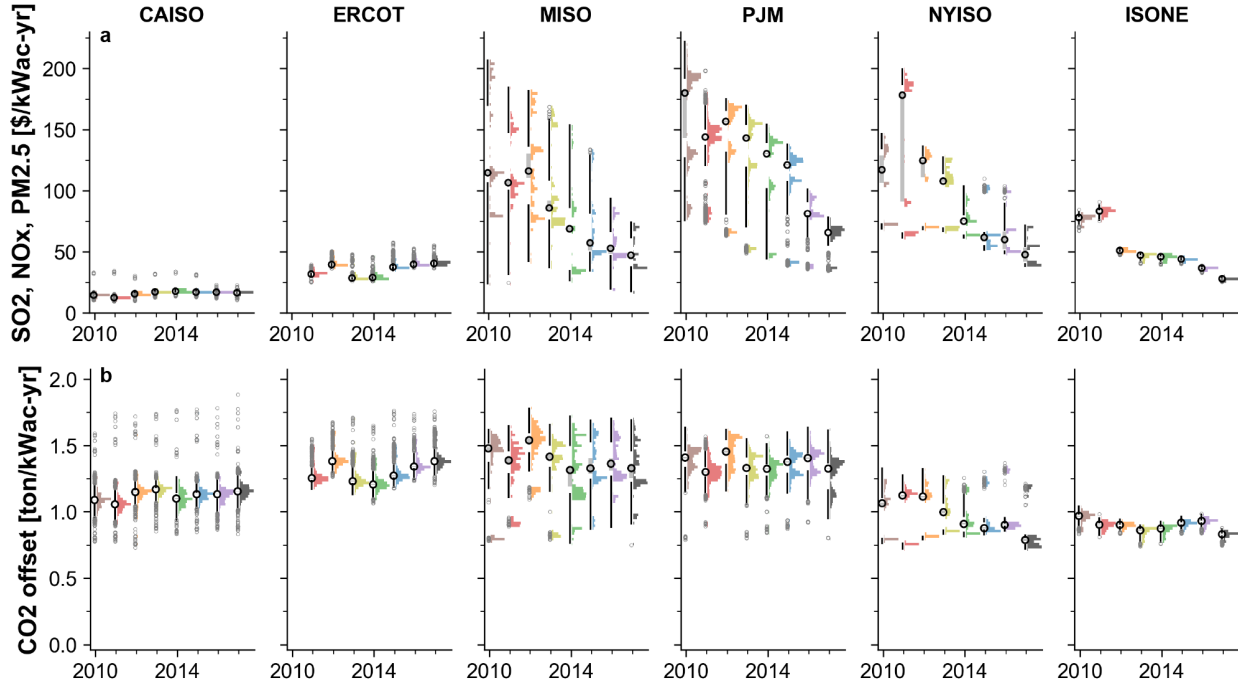 CAISO ERCOT MISO PJM NYISO ISONE
SO2, NOx, PM2.5 [$/kWac-yr]
a
200
150
100
50
0
2010 2014 2010 2014 2010 2014 2010 2014 2010 2014 2010 2014
CO2 offset [ton/kWac-yr]
b
2.0
1.5
1.0
0.5
0.0
2010 2014 2010 2014 2010 2014 2010 2014 2010 2014 2010 2014